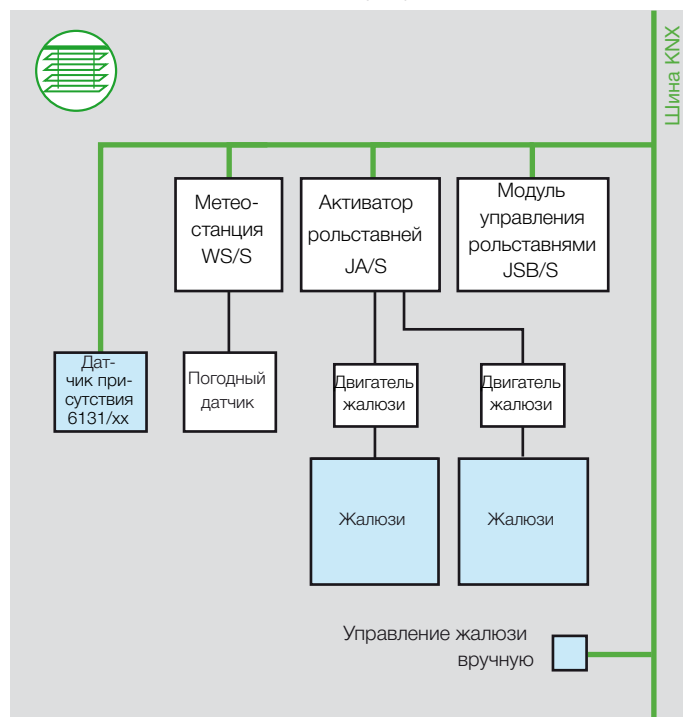 Шина KNX
Метео-
станция
WS/S
Активатор
рольставней
JA/S
Модуль
управления
рольставнями
JSB/S
Дат-
чик при-
сутствия
6131/xx
Погодный
датчик
Двигатель
жалюзи
Двигатель
жалюзи
Жалюзи
Жалюзи
Управление жалюзи
вручную